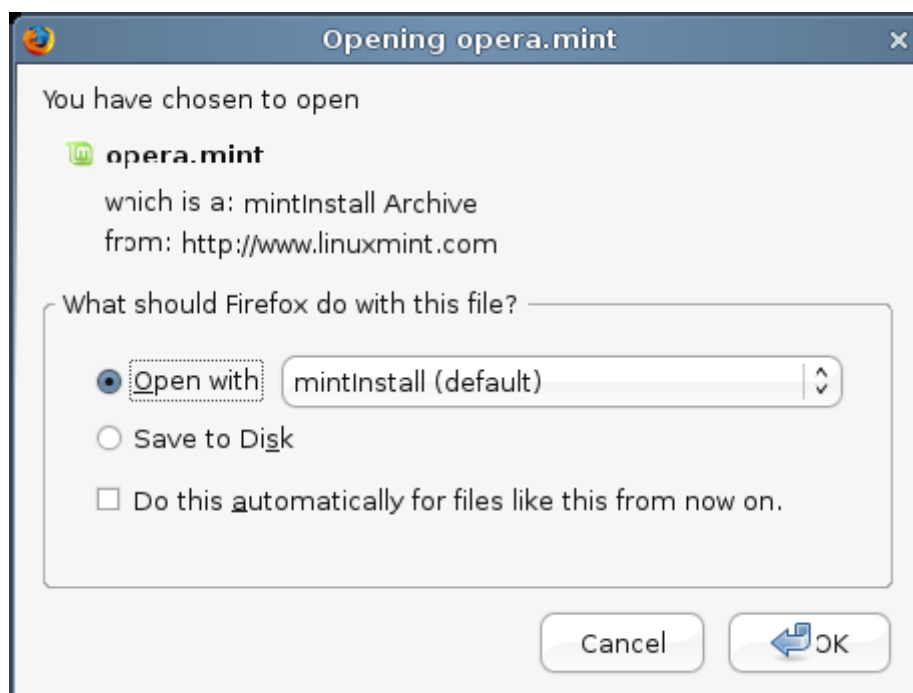 Opening opera.mint
You have chosen to open
opera.mint
which is a: mintInstall Archive
from: http://www.linuxmint.com
What should Firefox do with this file?
Open with mintInstall (default)
Save to Disk
Do this automatically for files like this from now on.
Cancel OK